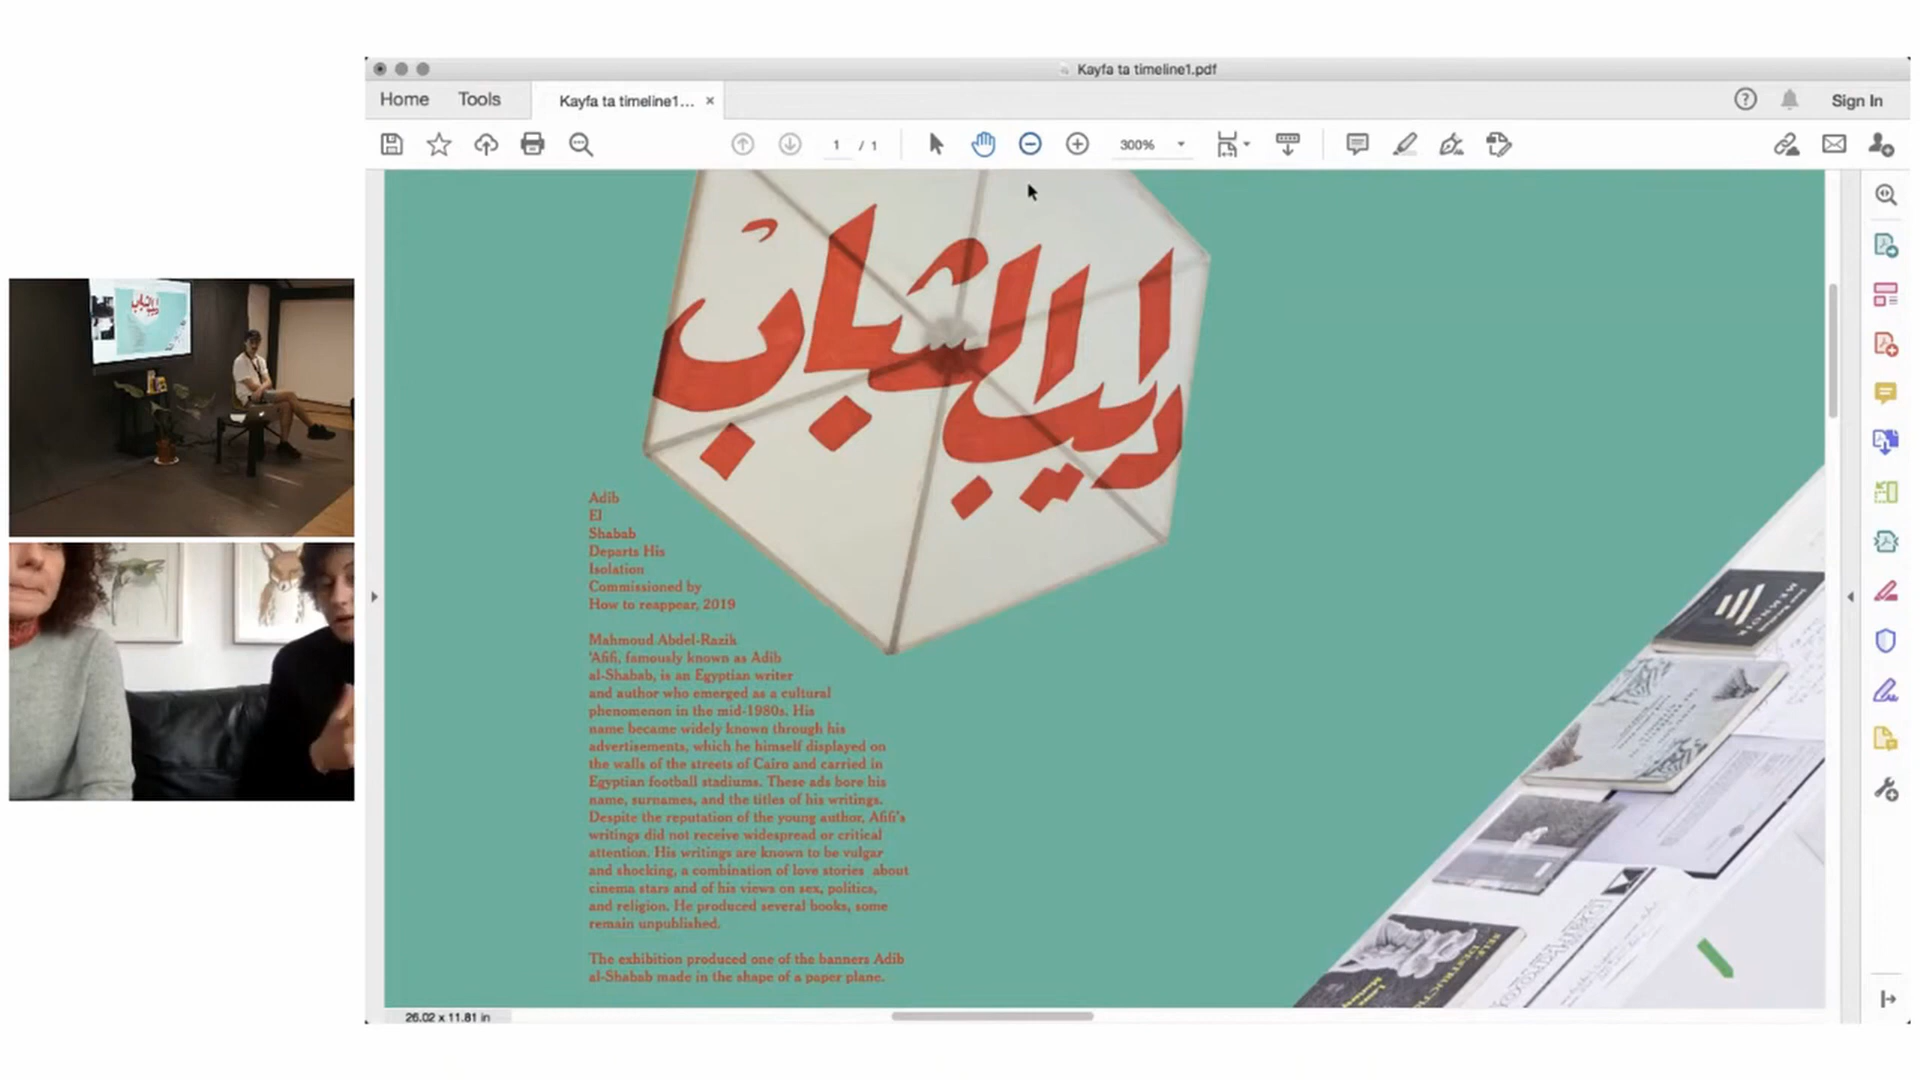 Kayfa ta timeline1.pdf
Home
Tools
Kayfa ta timeline1...
Sign In
1 / 1
300%
أديب الشباب
Adib
El
Shabab
Departs His
Isolation
Commissioned by
How to reappear, 2019
Mahmoud Abdel-Razik
'Afifi, famously known as Adib
al-Shabab, is an Egyptian writer
and author who emerged as a cultural
phenomenon in the mid-1980s. His
name became widely known through his
advertisements, which he himself displayed on
the walls of the streets of Cairo and carried in
Egyptian football stadiums. These ads bore his
name, surnames, and the titles of his writings.
Despite the reputation of the young author, Afifi's
writings did not receive widespread or critical
attention. His writings are known to be vulgar
and shocking, a combination of love stories about
cinema stars and of his views on sex, politics,
and religion. He produced several books, some
remain unpublished.
The exhibition produced one of the banners Adib
al-Shabab made in the shape of a paper plane.
26.02 x 11.81 in